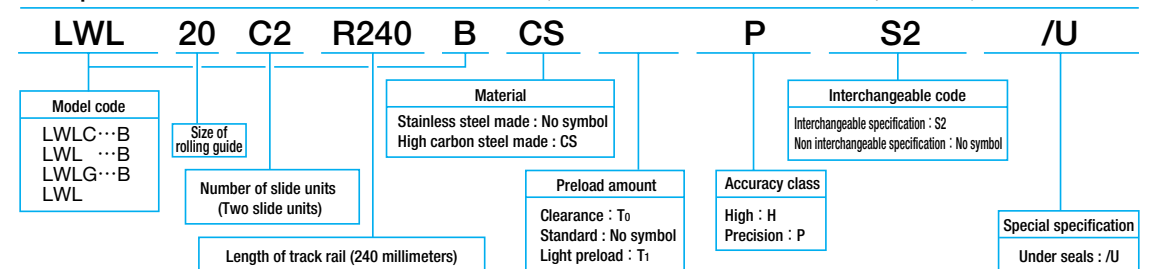 LWL 20 C2 R240 B CS P S2 /U
Model code
LWLC…B
LWL …B
LWLG…B
LWL
Size of
rolling guide
Number of slide units
(Two slide units)
Length of track rail (240 millimeters)
Material
Stainless steel made : No symbol
High carbon steel made : CS
Preload amount
Clearance : T0
Standard : No symbol
Light preload : T1
Accuracy class
High : H
Precision : P
Interchangeable code
Interchangeable specification : S2
Non interchangeable specification : No symbol
Special specification
Under seals : /U